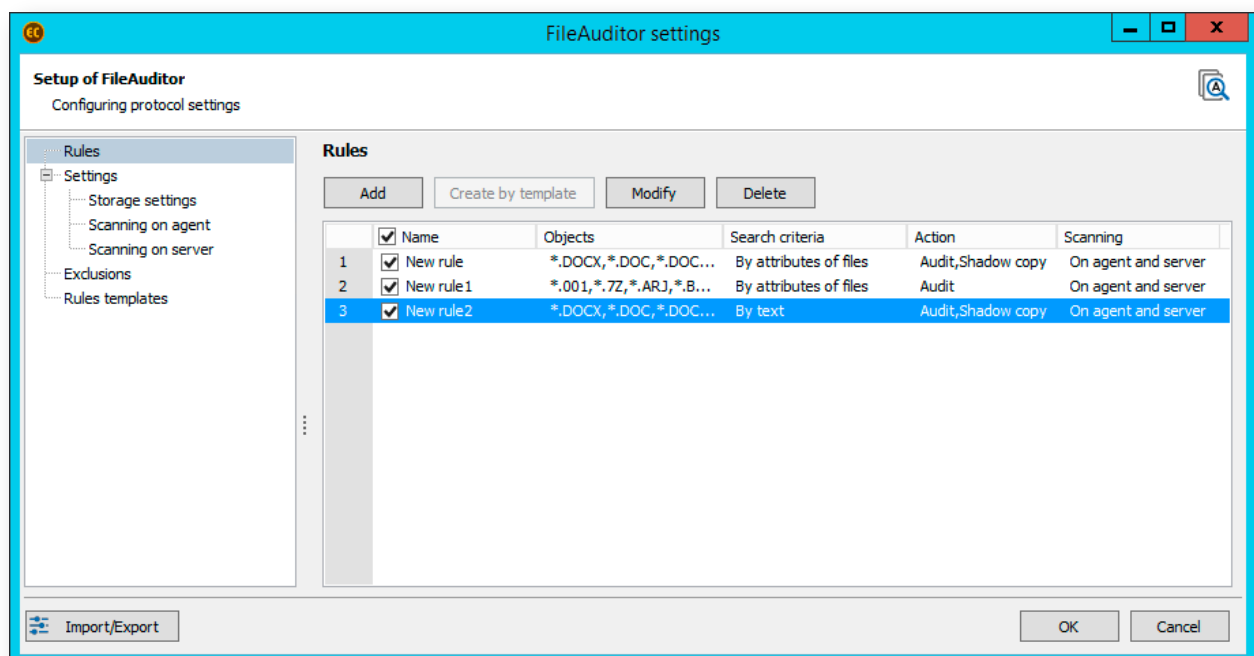 EC
FileAuditor settings
Setup of FileAuditor
Configuring protocol settings
A
Rules
Settings
Storage settings
Scanning on agent
Scanning on server
Exclusions
Rules templates
Rules
Add Create by template Modify Delete
Name Objects Search criteria Action Scanning
1 New rule *.DOCX,*.DOC,*.DOC... By attributes of files Audit,Shadow copy On agent and server
2 New rule1 *.001,*.7Z,*.ARJ,*.B... By attributes of files Audit On agent and server
3 New rule2 *.DOCX,*.DOC,*.DOC... By text Audit,Shadow copy On agent and server
Import/Export OK Cancel